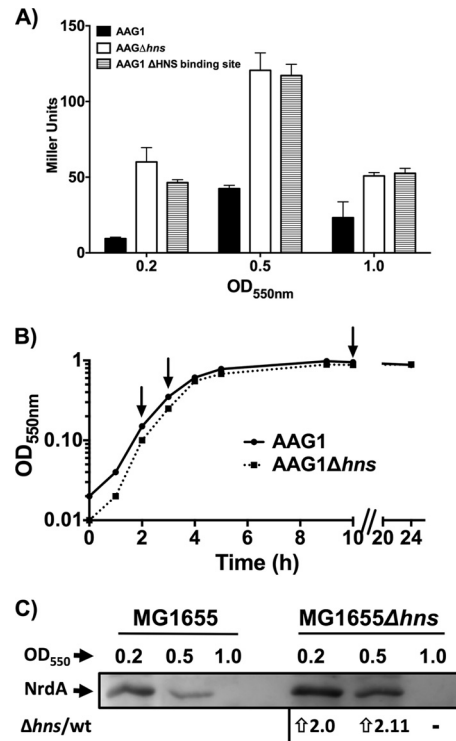 A)
AAG1
AAGΔhns
AAG1 ΔHNS binding site
150
100
50
0
Miller Units
0.2 0.5 1.0
OD550nm
B)
1
0.10
0.01
OD550nm
AAG1
AAG1Δhns
0 2 4 6 8 10 20 24
Time (h)
C)
MG1655 MG1655Δhns
OD550 0.2 0.5 1.0 0.2 0.5 1.0
NrdA
Δhns/wt ⇧2.0 ⇧2.11 -